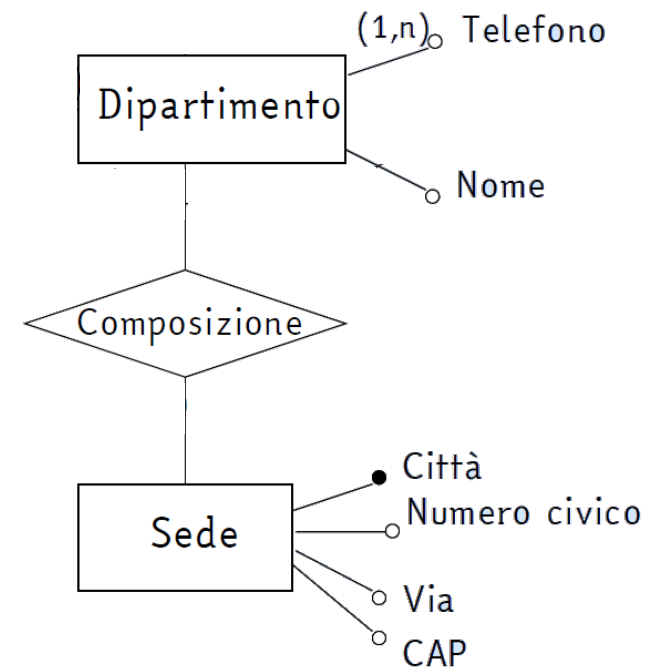 (1,n) Telefono
Dipartimento
Nome
Composizione
Città
Numero civico
Sede
Via
CAP